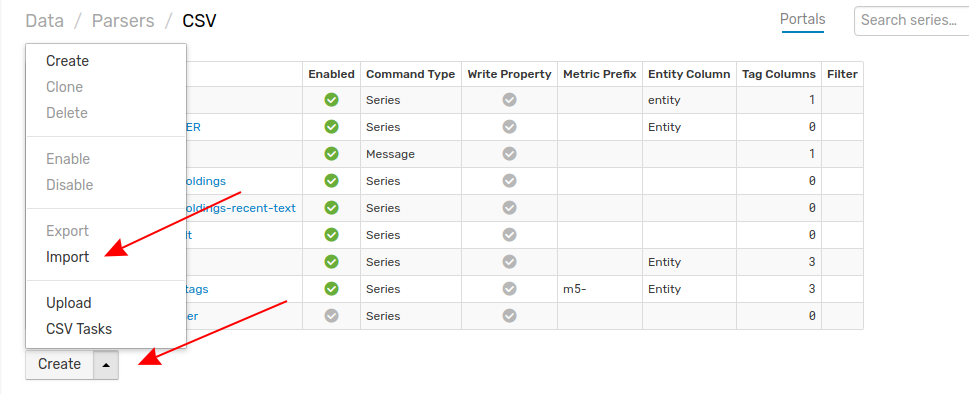 Data / Parsers / CSV
Portals
Search series…
Create
Clone
Delete
Enable
Disable
Export
Import
Upload
CSV Tasks
Create
Enabled Command Type Write Property Metric Prefix Entity Column Tag Columns Filter
Series entity 1
ER Series Entity 0
Message 1
oldings Series 0
oldings-recent-text Series 0
lt Series 0
Series Entity 3
tags Series m5- Entity 3
er Series 0